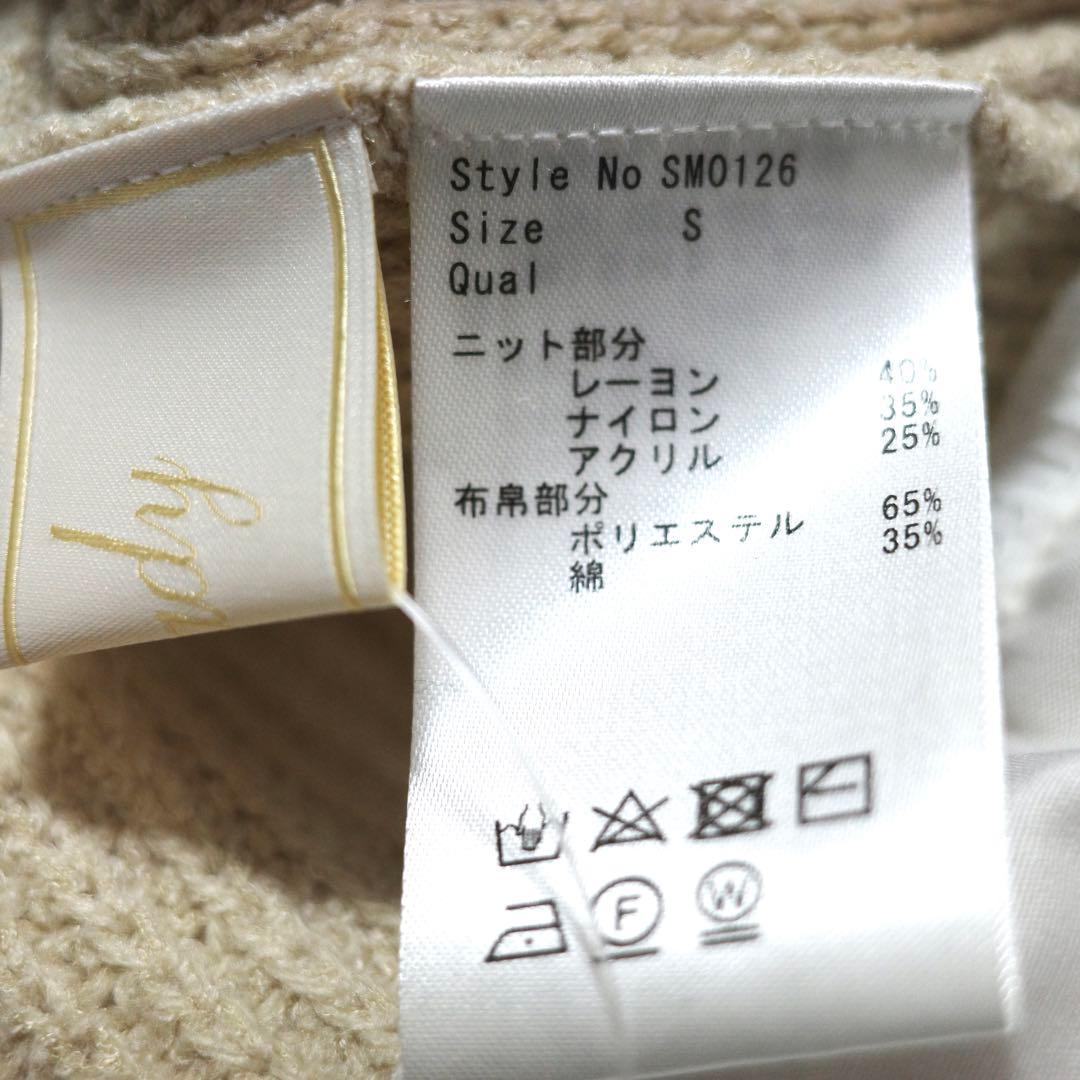 Style No SM0126
Size S
Qual
ニット部分
レーヨン 40%
ナイロン 35%
アクリル 25%
布帛部分
ポリエステル 65%
綿 35%
F
W